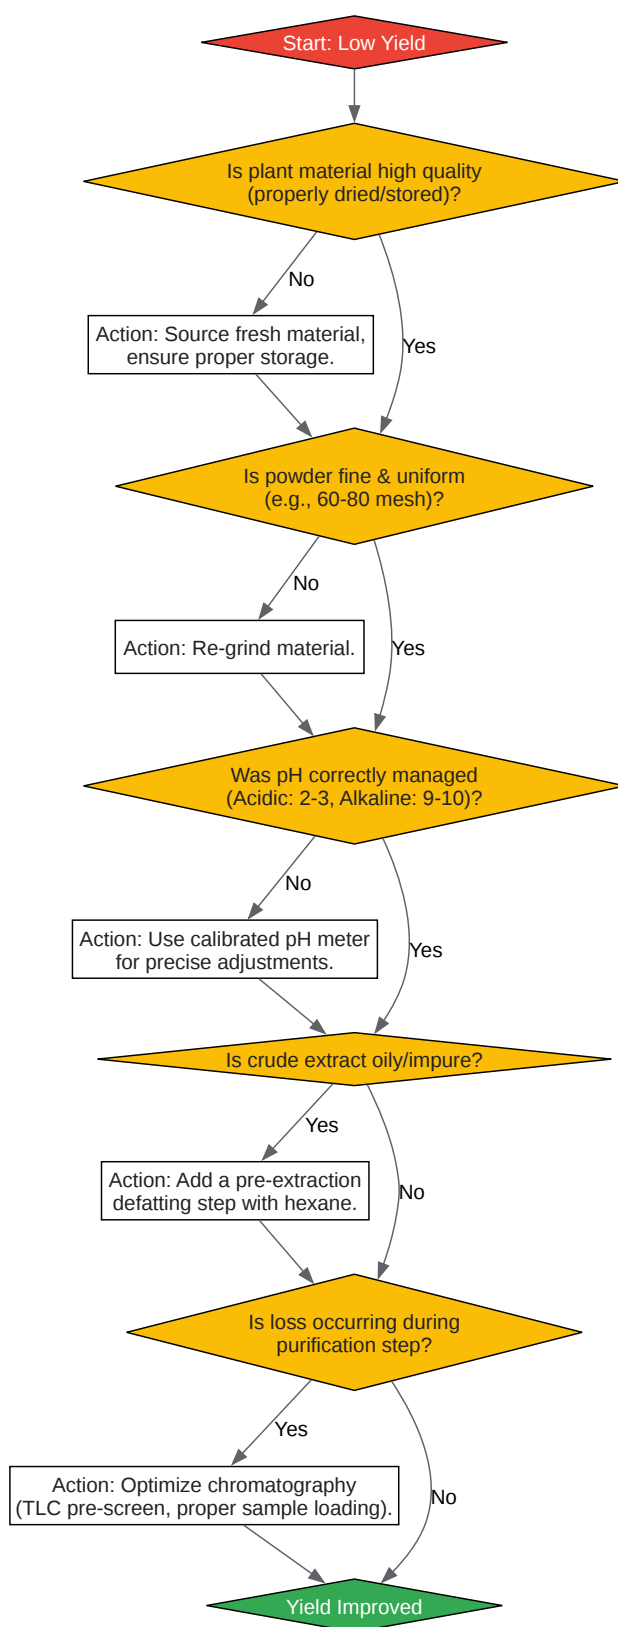 Start: Low Yield
Is plant material high quality
(properly dried/stored)?
No
Action: Source fresh material,
ensure proper storage.
Yes
Is powder fine & uniform
(e.g., 60-80 mesh)?
No
Action: Re-grind material.
Yes
Was pH correctly managed
(Acidic: 2-3, Alkaline: 9-10)?
No
Action: Use calibrated pH meter
for precise adjustments.
Yes
Is crude extract oily/impure?
Yes
Action: Add a pre-extraction
defatting step with hexane.
No
Is loss occurring during
purification step?
Yes
Action: Optimize chromatography
(TLC pre-screen, proper sample loading).
No
Yield Improved